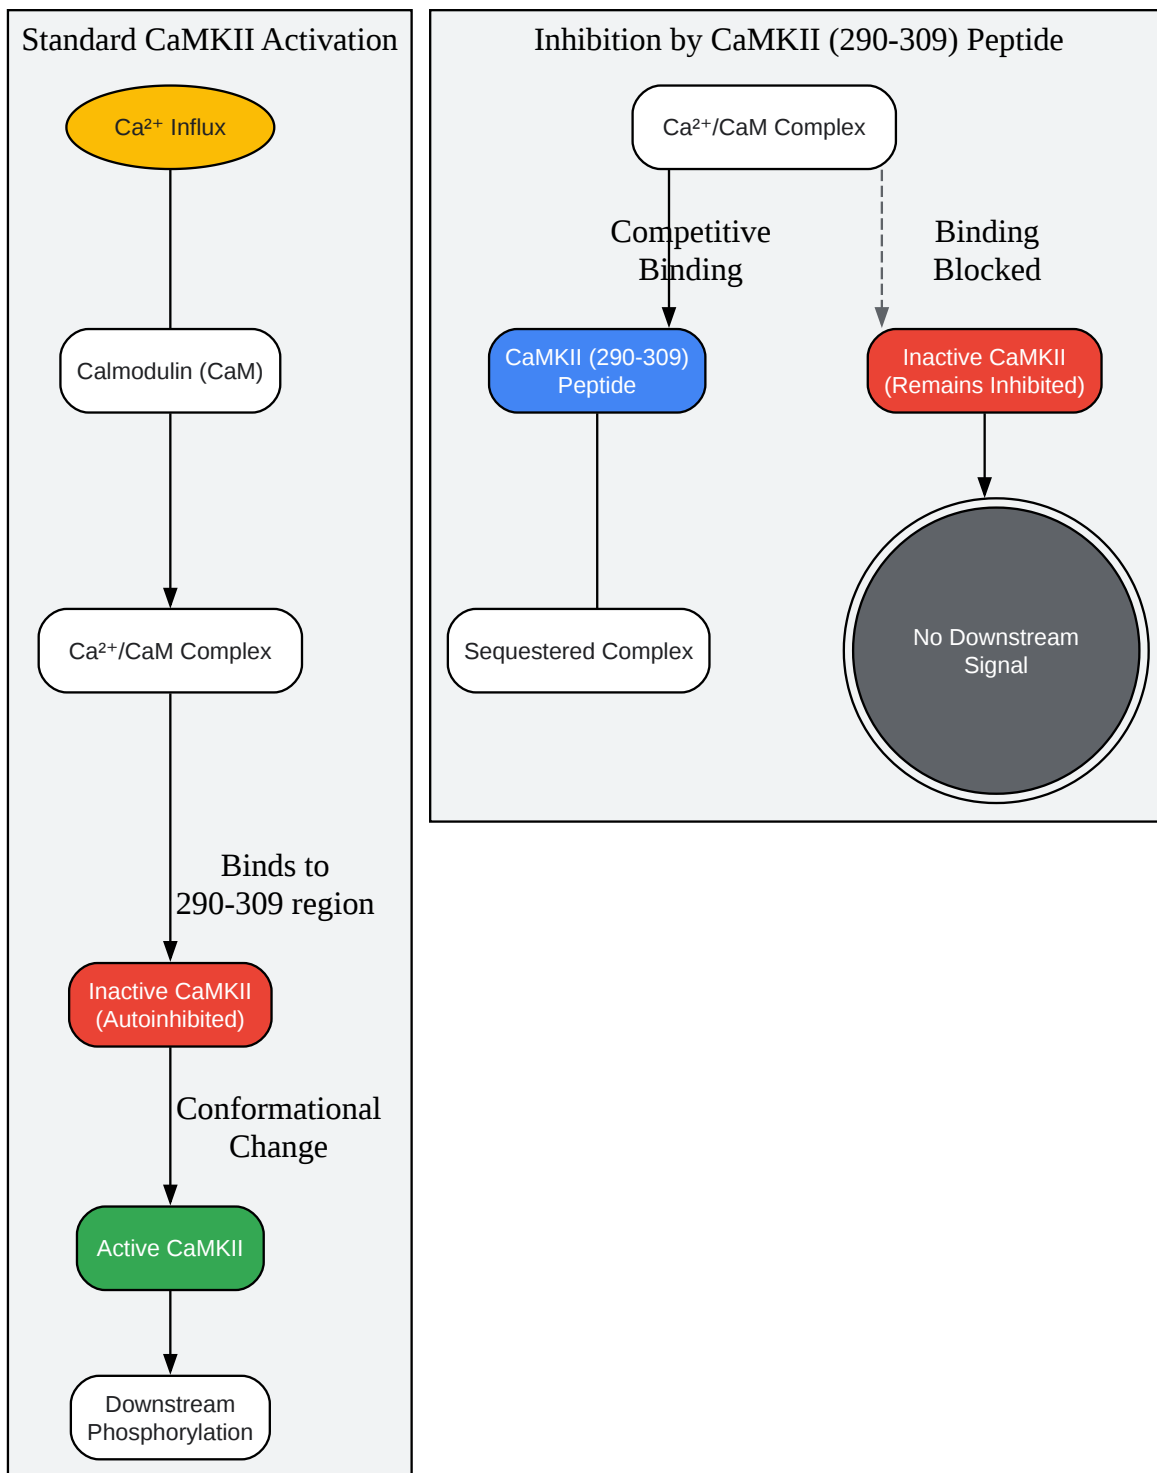 Standard CaMKII Activation
Ca²⁺ Influx
Calmodulin (CaM)
Ca²⁺/CaM Complex
Binds to
290-309 region
Inactive CaMKII
(Autoinhibited)
Conformational
Change
Active CaMKII
Downstream
Phosphorylation
Inhibition by CaMKII (290-309) Peptide
Ca²⁺/CaM Complex
Competitive
Binding
Binding
Blocked
CaMKII (290-309)
Peptide
Inactive CaMKII
(Remains Inhibited)
Sequestered Complex
No Downstream
Signal